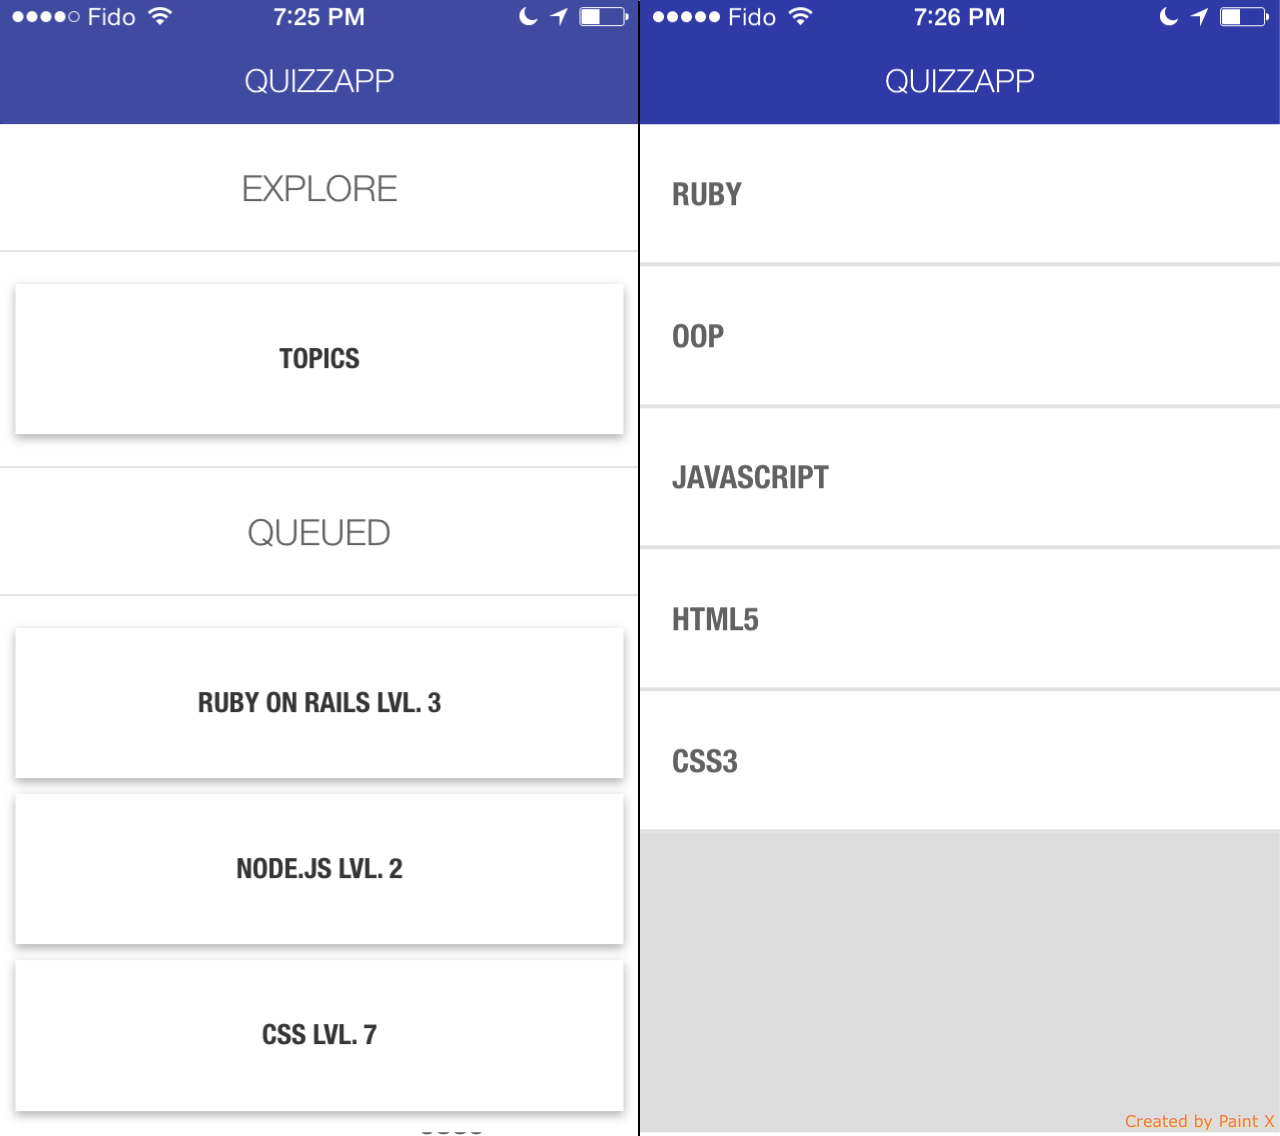 Fido 7:25 PM
QUIZZAPP
EXPLORE
TOPICS
QUEUED
RUBY ON RAILS LVL. 3
NODE.JS LVL. 2
CSS LVL. 7
Fido 7:26 PM
QUIZZAPP
RUBY
OOP
JAVASCRIPT
HTML5
CSS3
Created by Paint X